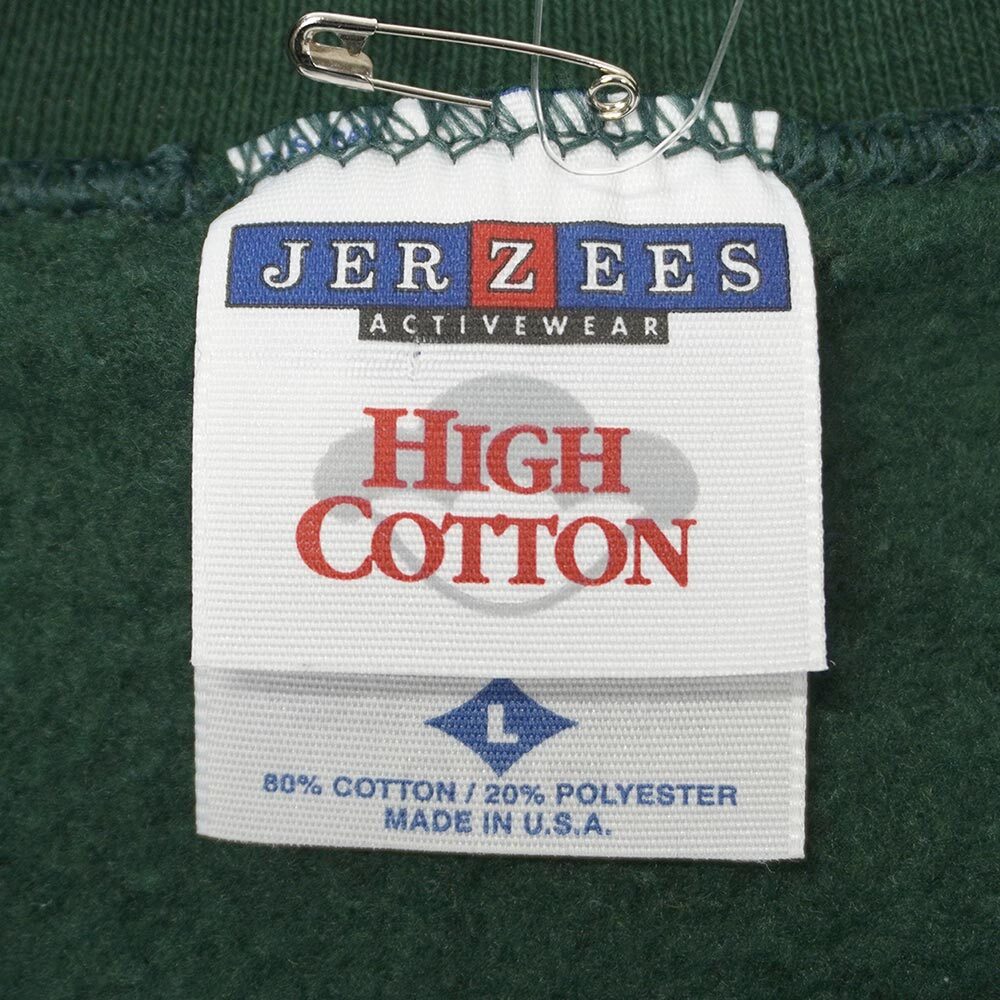 JERZEES
ACTIVEWEAR
HIGH
COTTON
L
80% COTTON / 20% POLYESTER
MADE IN U.S.A.